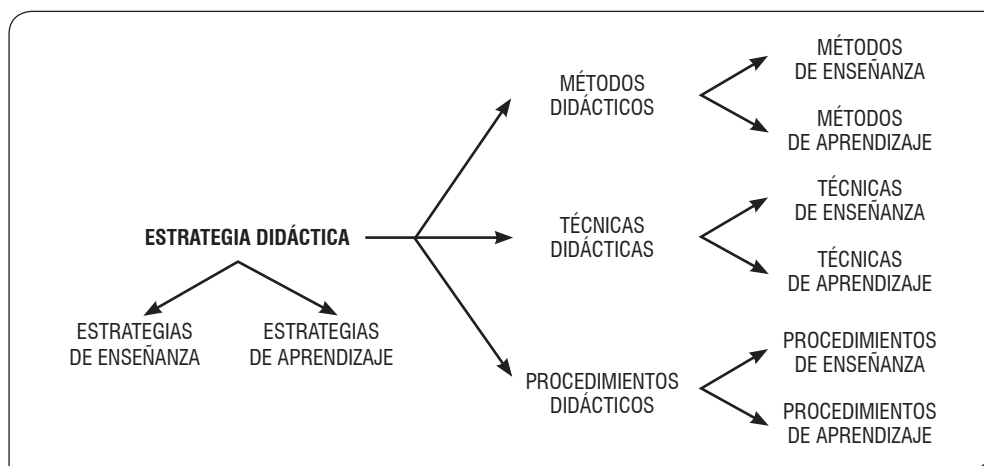 MÉTODOS
DIDÁCTICOS
MÉTODOS
DE ENSEÑANZA
MÉTODOS
DE APRENDIZAJE
ESTRATEGIA DIDÁCTICA
ESTRATEGIAS
DE ENSEÑANZA
ESTRATEGIAS
DE APRENDIZAJE
TÉCNICAS
DIDÁCTICAS
TÉCNICAS
DE ENSEÑANZA
TÉCNICAS
DE APRENDIZAJE
PROCEDIMIENTOS
DIDÁCTICOS
PROCEDIMIENTOS
DE ENSEÑANZA
PROCEDIMIENTOS
DE APRENDIZAJE